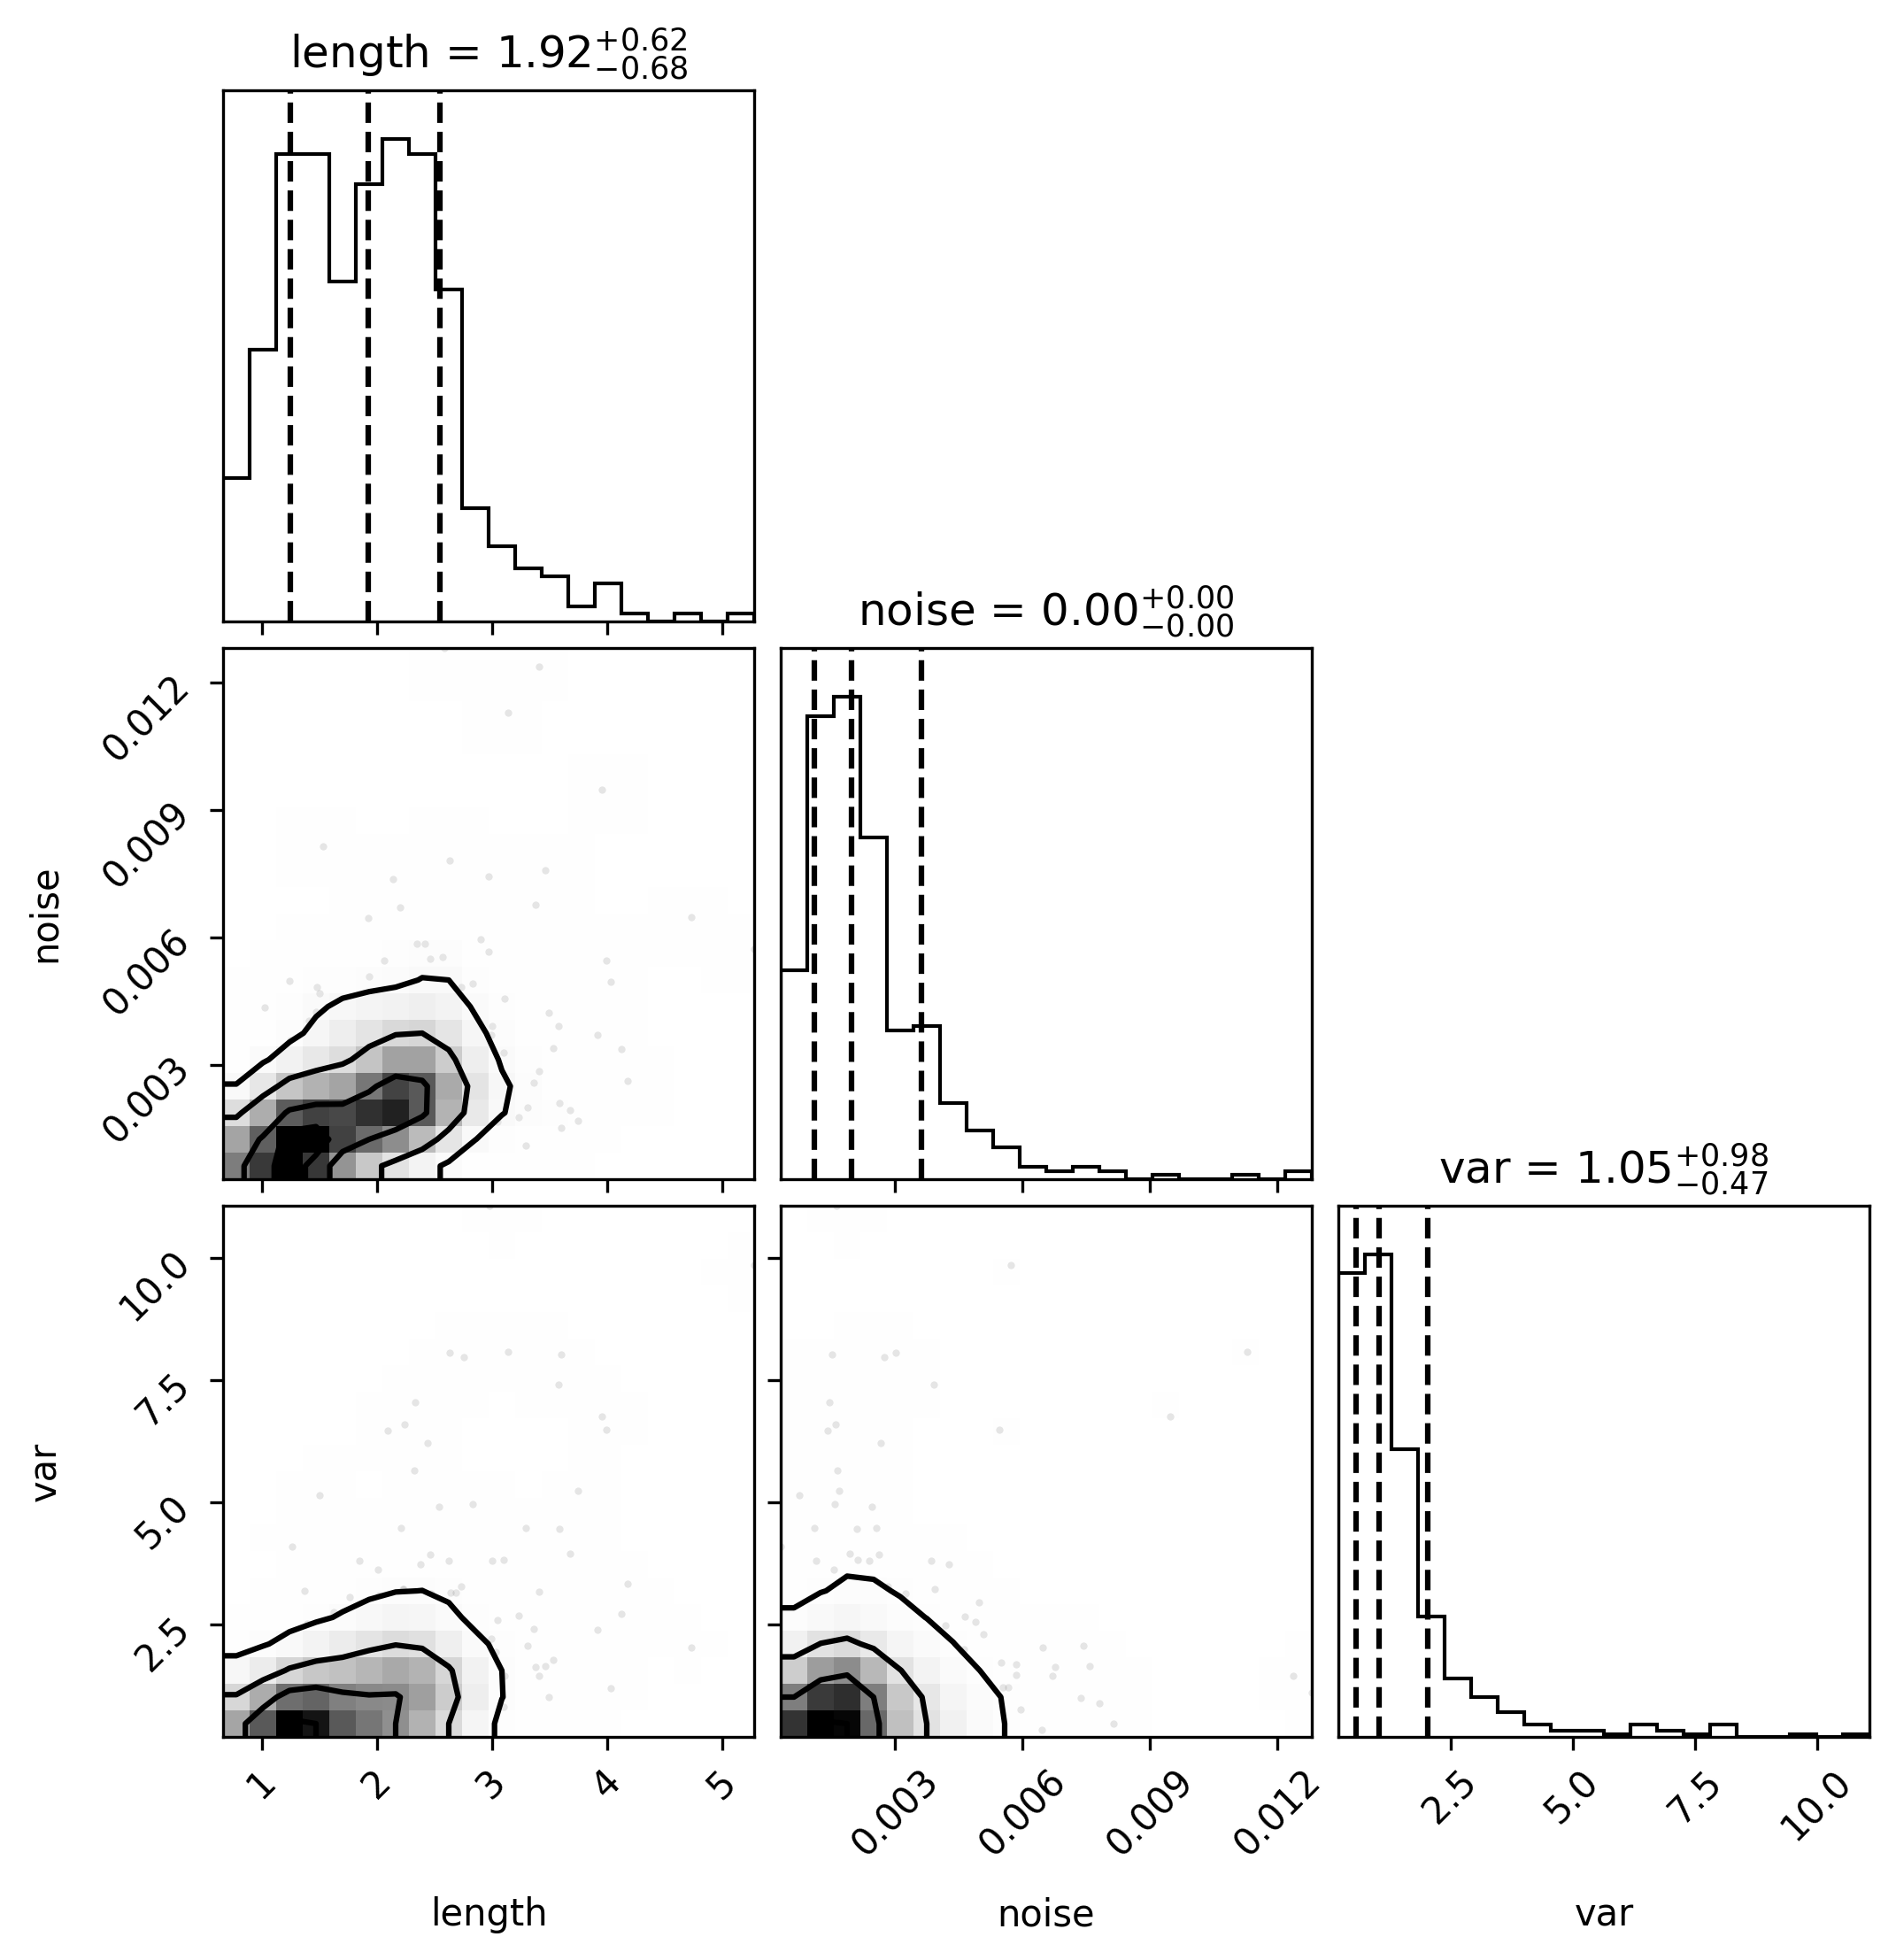 length = 1.92+0.62 −0.68
noise = 0.00+0.00 −0.00
var = 1.05+0.98 −0.47
noise
0.012
0.009
0.006
0.003
var
10.0
7.5
5.0
2.5
1 2 3 4 5
0.003 0.006 0.009 0.012
2.5 5.0 7.5 10.0
length
noise
var